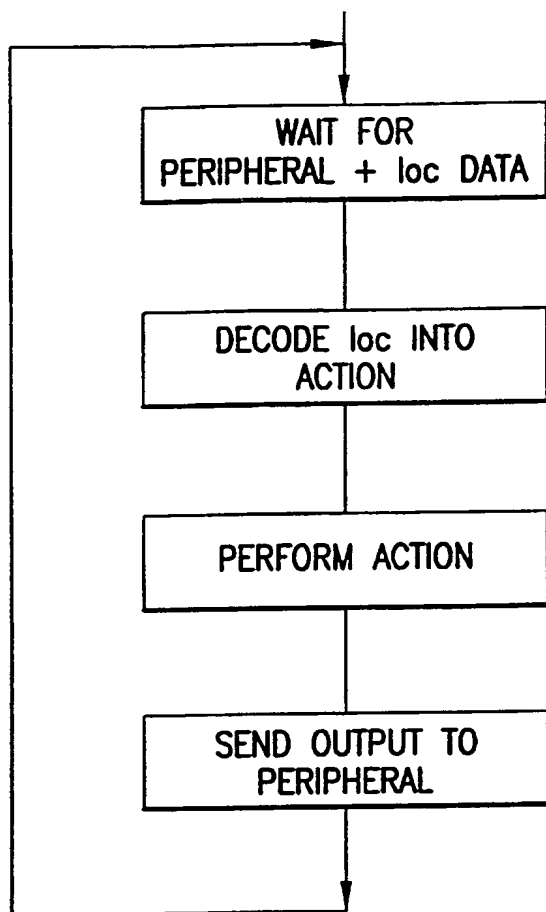 WAIT FOR
PERIPHERAL + loc DATA
DECODE loc INTO
ACTION
PERFORM ACTION
SEND OUTPUT TO
PERIPHERAL